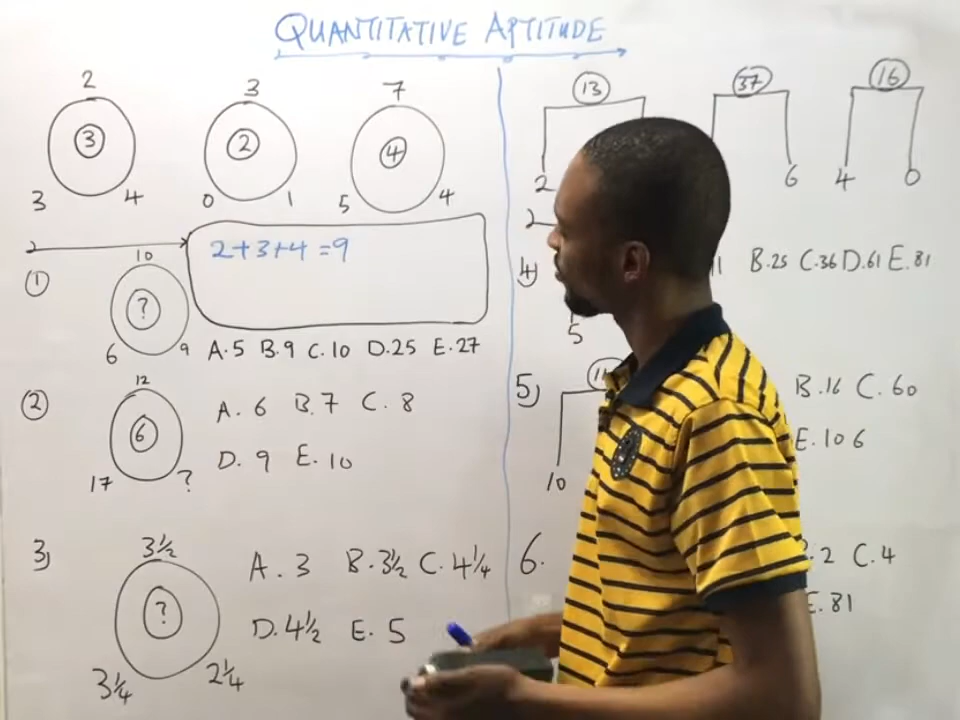 QUANTITATIVE APTITUDE
2 3 7
3 2 4
3 4 0 1 5 4
2 + 3 + 4 = 9
1 10
?
6 9 A. 5 B. 9 C. 10 D. 25 E. 27
2 12 A. 6 B. 7 C. 8
6
17 ? D. 9 E. 10
3) 3½ A. 3 B. 3½ C. 4¼
?
3¼ 2¼ D. 4½ E. 5
13 37 16
2 6 4 0
4) B. 25 C. 36 D. 61 E. 81
5
5) B. 16 C. 60
10 E. 106
6. 2 C. 4
E. 81